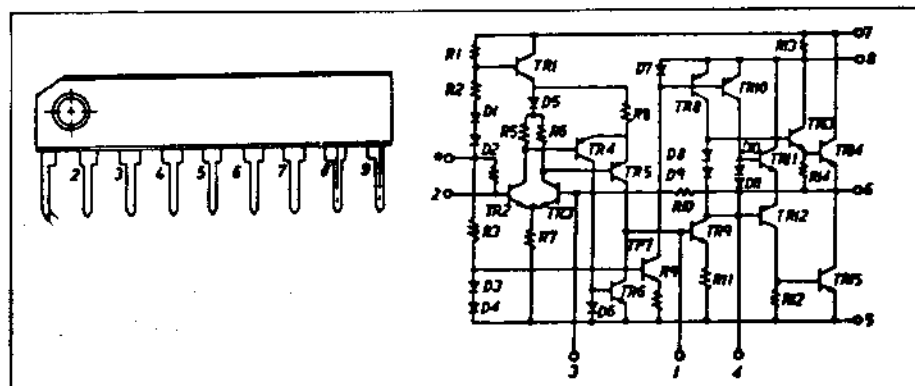 2 3 4 5 6 7 8 9
R1
TR1
R2
D5
D1
R5
R6
R8
D7
TR8
TR10
R13
7
8
D2
TR4
TR5
D8
D9
TR11
TR14
R14
D11
2
TR2
TR3
R10
6
R3
R7
TR7
TR9
TR12
D3
D4
R9
R11
TR6
D6
R12
TR15
5
3
1
4